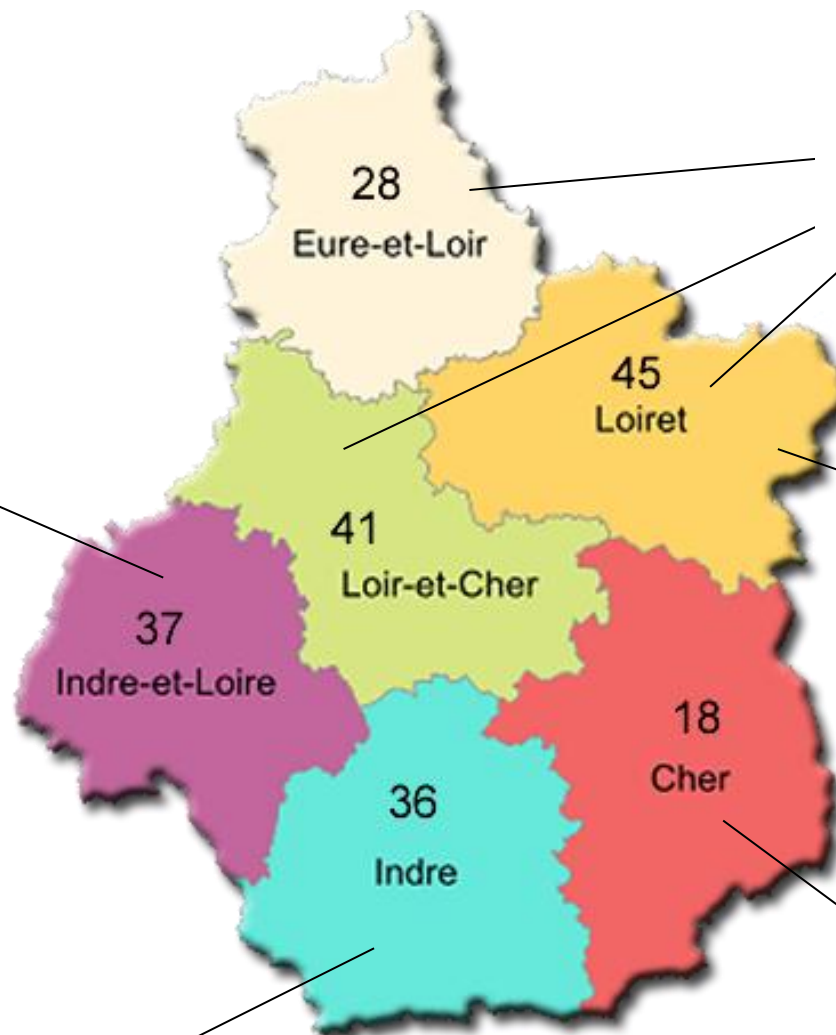 28
Eure-et-Loir
45
Loiret
41
Loir-et-Cher
37
Indre-et-Loire
18
Cher
36
Indre